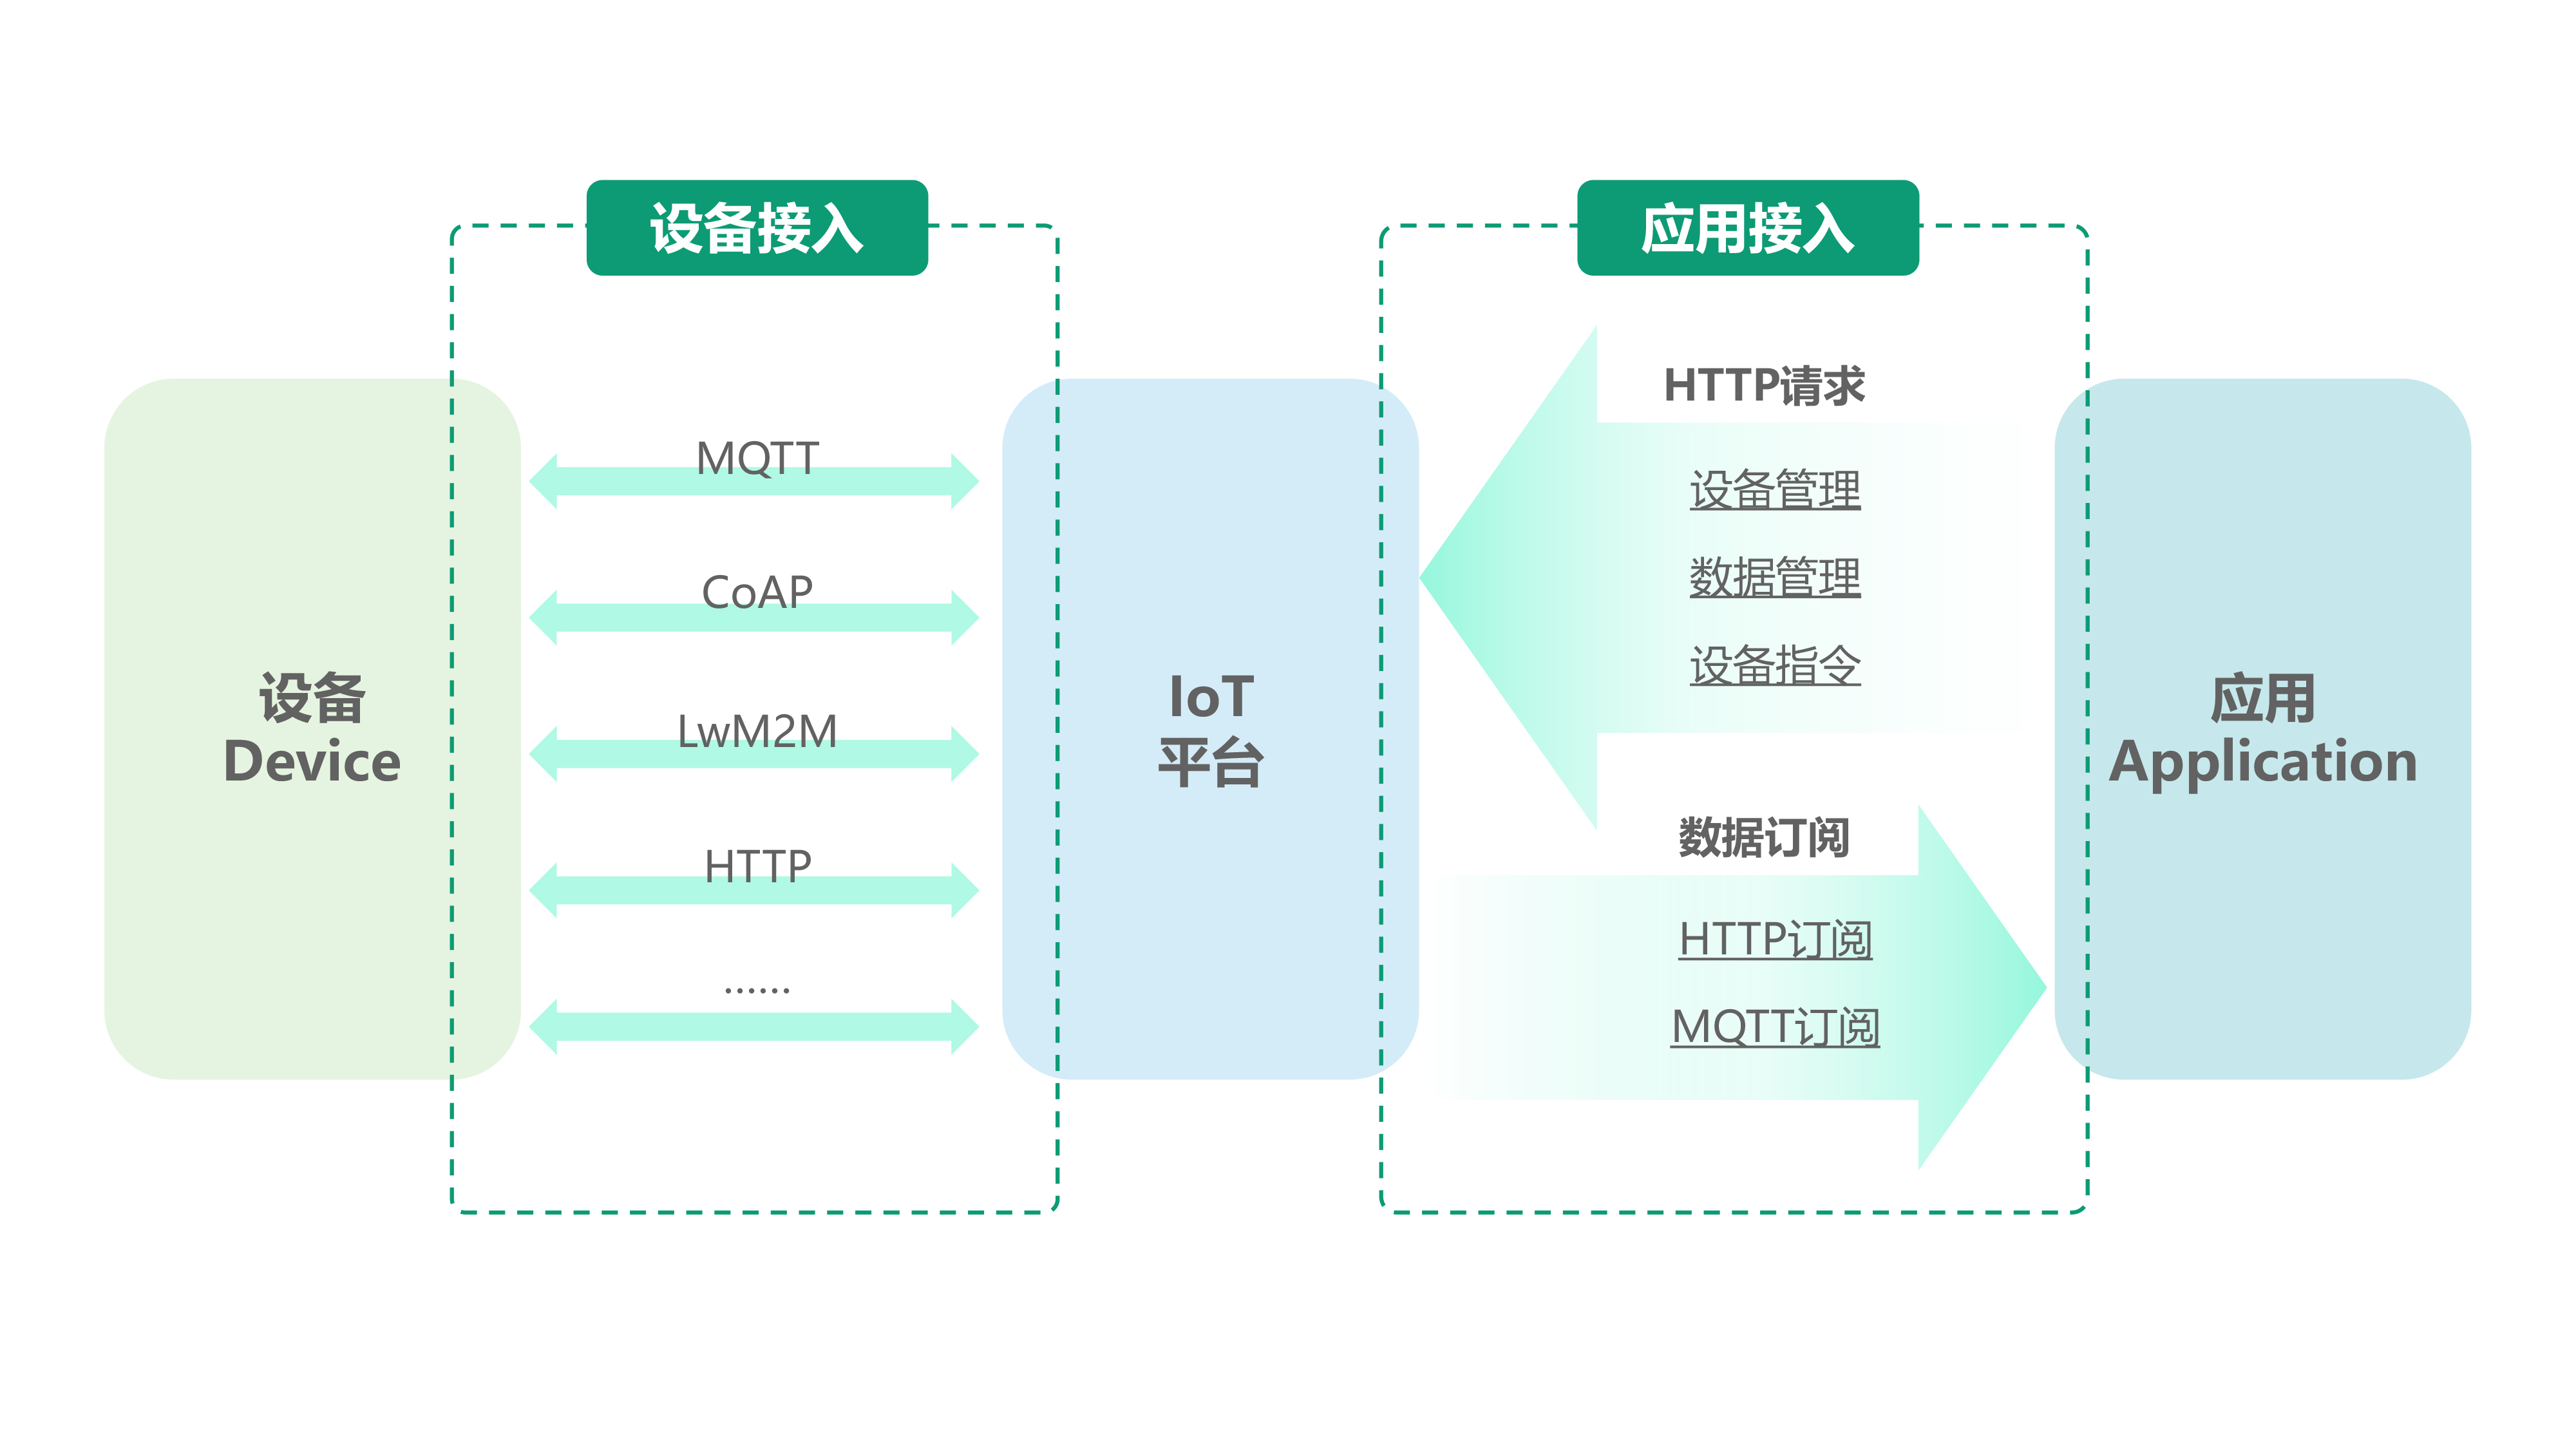 设备接入
应用接入
设备
Device
MQTT
CoAP
LwM2M
HTTP
……
IoT
平台
HTTP请求
设备管理
数据管理
设备指令
数据订阅
HTTP订阅
MQTT订阅
应用
Application